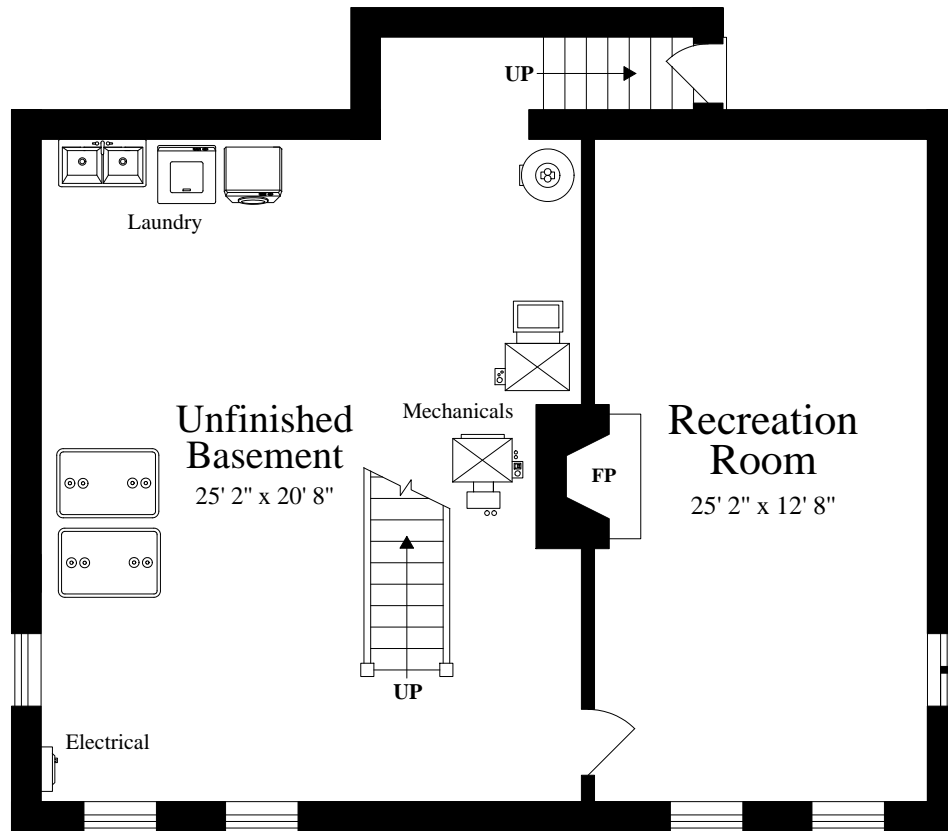 UP
Laundry
Mechanicals
Unfinished
Basement
25' 2" x 20' 8"
Recreation
Room
25' 2" x 12' 8"
FP
UP
Electrical